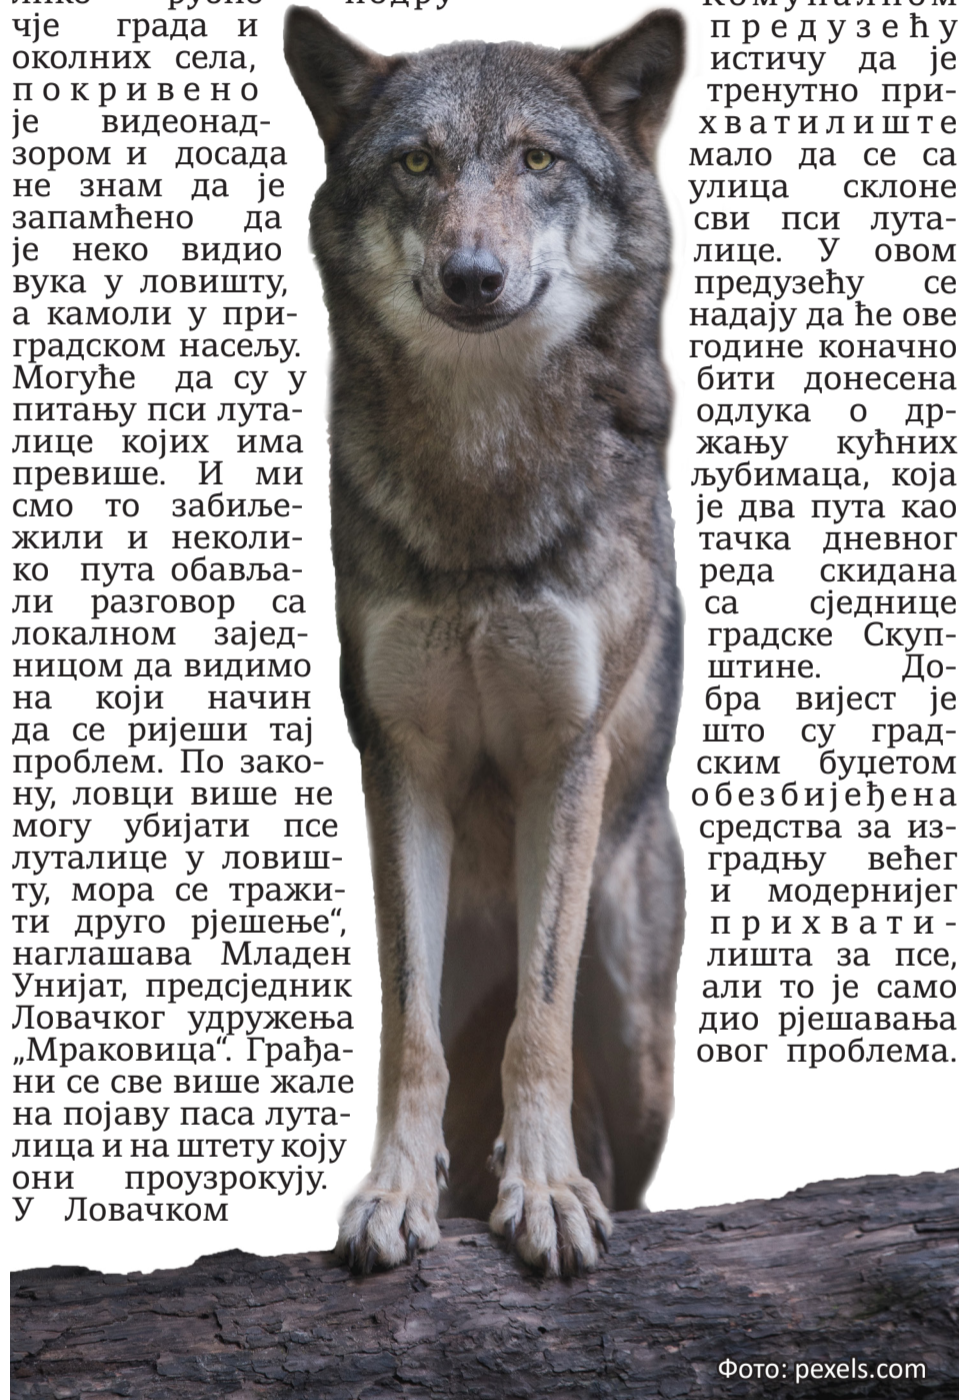 подру
чје града и
околних села,
покривено
је видеонад-
зором и досада
не знам да је
запамћено да
је неко видио
вука у ловишту,
а камоли у при-
градском насељу.
Могуће да су у
питању пси лута-
лице којих има
превише. И ми
смо то забиље-
жили и неколи-
ко пута обавља-
ли разговор са
локалном зајед-
ницом да видимо
на који начин
да се ријеши тај
проблем. По зако-
ну, ловци више не
могу убијати псе
луталице у ловиш-
ту, мора се тражи-
ти друго рјешење“,
наглашава Младен
Унијат, предсједник
Ловачког удружења
„Мраковица“. Грађа-
ни се све више жале
на појаву паса лута-
лица и на штету коју
они проузрокују.
У Ловачком
Комуналном
предузећу
истичу да је
тренутно при-
хватилиште
мало да се са
улица склоне
сви пси лута-
лице. У овом
предузећу се
надају да ће ове
године коначно
бити донесена
одлука о др-
жању кућних
љубимаца, која
је два пута као
тачка дневног
реда скидана
са сједнице
градске Скуп-
штине. До-
бра вијест је
што су град-
ским буџетом
обезбијеђена
средства за из-
градњу већег
и модернијег
прихвати-
лишта за псе,
али то је само
дио рјешавања
овог проблема.
Фото: pexels.com